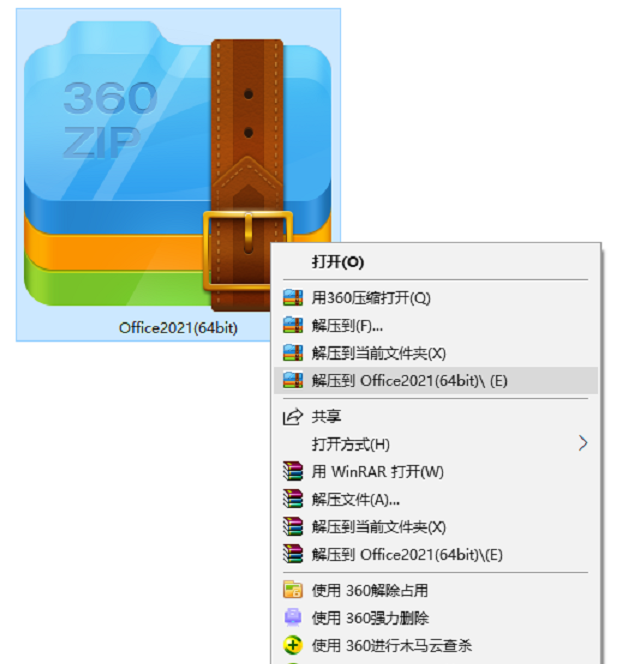 360
ZIP
Office2021(64bit)
打开(O)
用360压缩打开(Q)
解压到(F)...
解压到当前文件夹(X)
解压到 Office2021(64bit)\ (E)
共享
打开方式(H)
用 WinRAR 打开(W)
解压文件(A)...
解压到当前文件夹(X)
解压到 Office2021(64bit)\(E)
使用 360解除占用
使用 360强力删除
使用 360进行木马云查杀